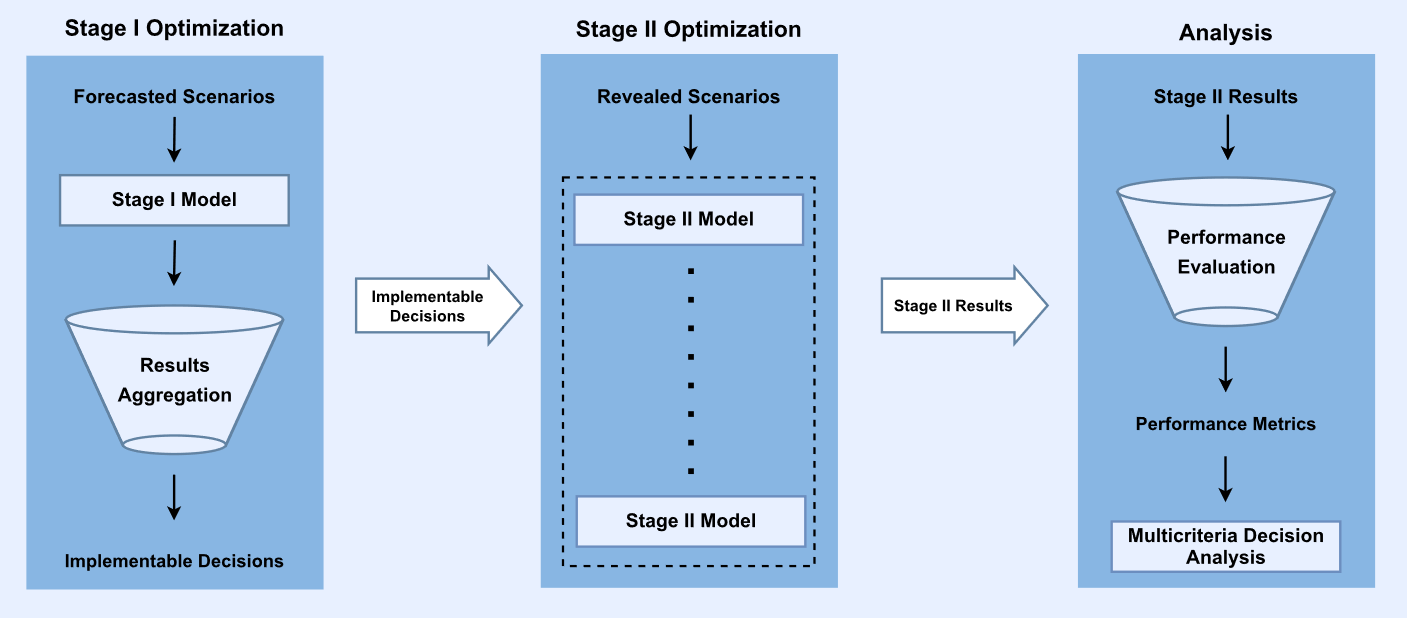 Stage I Optimization
Forecasted Scenarios
Stage I Model
Results
Aggregation
Implementable Decisions
Implementable
Decisions
Stage II Optimization
Revealed Scenarios
Stage II Model
Stage II Model
Stage II Results
Analysis
Stage II Results
Performance
Evaluation
Performance Metrics
Multicriteria Decision
Analysis